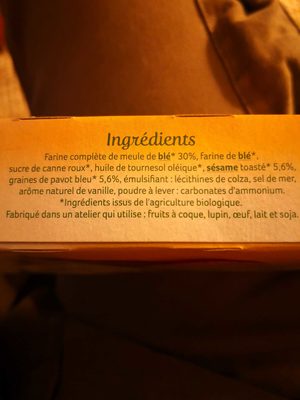 Ingrédients
Farine complète de meule de blé* 30%, Farine de blé*,
sucre de canne roux*, huile de tournesol oléique*, sésame toasté* 5,6%,
graines de pavot bleu* 5,6%, émulsifiant : lécithines de colza, sel de mer,
arôme naturel de vanille, poudre à lever : carbonates d'ammonium.
*Ingrédients issus de l'agriculture biologique.
Fabriqué dans un atelier qui utilise : fruits à coque, lupin, œuf, lait et soja.